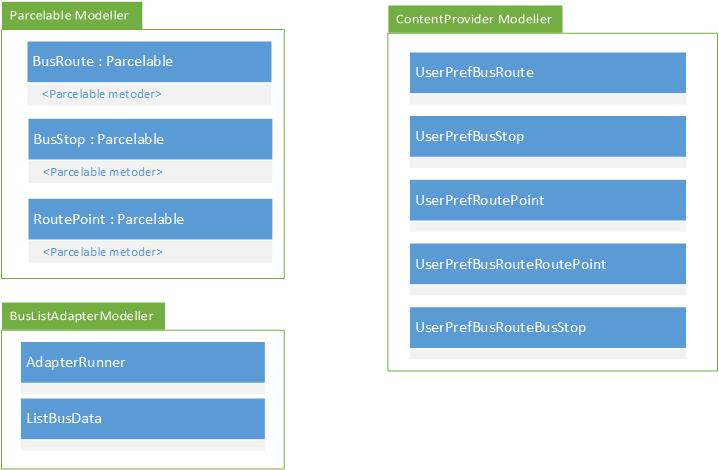 Parcelable Modeller
BusRoute : Parcelable
<Parcelable metoder>
BusStop : Parcelable
<Parcelable metoder>
RoutePoint : Parcelable
<Parcelable metoder>
BusListAdapterModeller
AdapterRunner
ListBusData
ContentProvider Modeller
UserPrefBusRoute
UserPrefBusStop
UserPrefRoutePoint
UserPrefBusRouteRoutePoint
UserPrefBusRouteBusStop